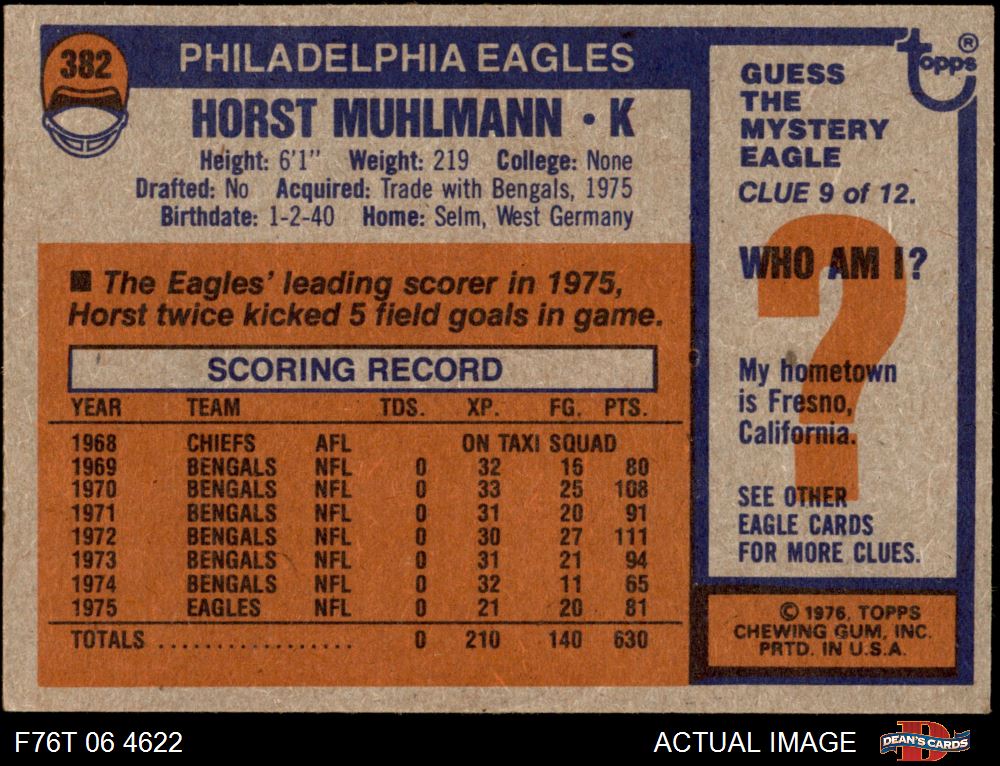 382
PHILADELPHIA EAGLES
HORST MUHLMANN • K
Height: 6'1" Weight: 219 College: None
Drafted: No Acquired: Trade with Bengals, 1975
Birthdate: 1-2-40 Home: Selm, West Germany
■ The Eagles' leading scorer in 1975,
Horst twice kicked 5 field goals in game.
SCORING RECORD
YEAR TEAM TDS. XP. FG. PTS.
1968 CHIEFS AFL ON TAXI SQUAD
1969 BENGALS NFL 0 32 16 80
1970 BENGALS NFL 0 33 25 108
1971 BENGALS NFL 0 31 20 91
1972 BENGALS NFL 0 30 27 111
1973 BENGALS NFL 0 31 21 94
1974 BENGALS NFL 0 32 11 65
1975 EAGLES NFL 0 21 20 81
TOTALS ................. 0 210 140 630
topps ®
GUESS
THE
MYSTERY
EAGLE
CLUE 9 of 12.
WHO AM I?
?
My hometown
is Fresno,
California.
SEE OTHER
EAGLE CARDS
FOR MORE CLUES.
© 1976, TOPPS
CHEWING GUM, INC.
PRTD. IN U.S.A.
F76T 06 4622
ACTUAL IMAGE
D
DEAN'S CARDS